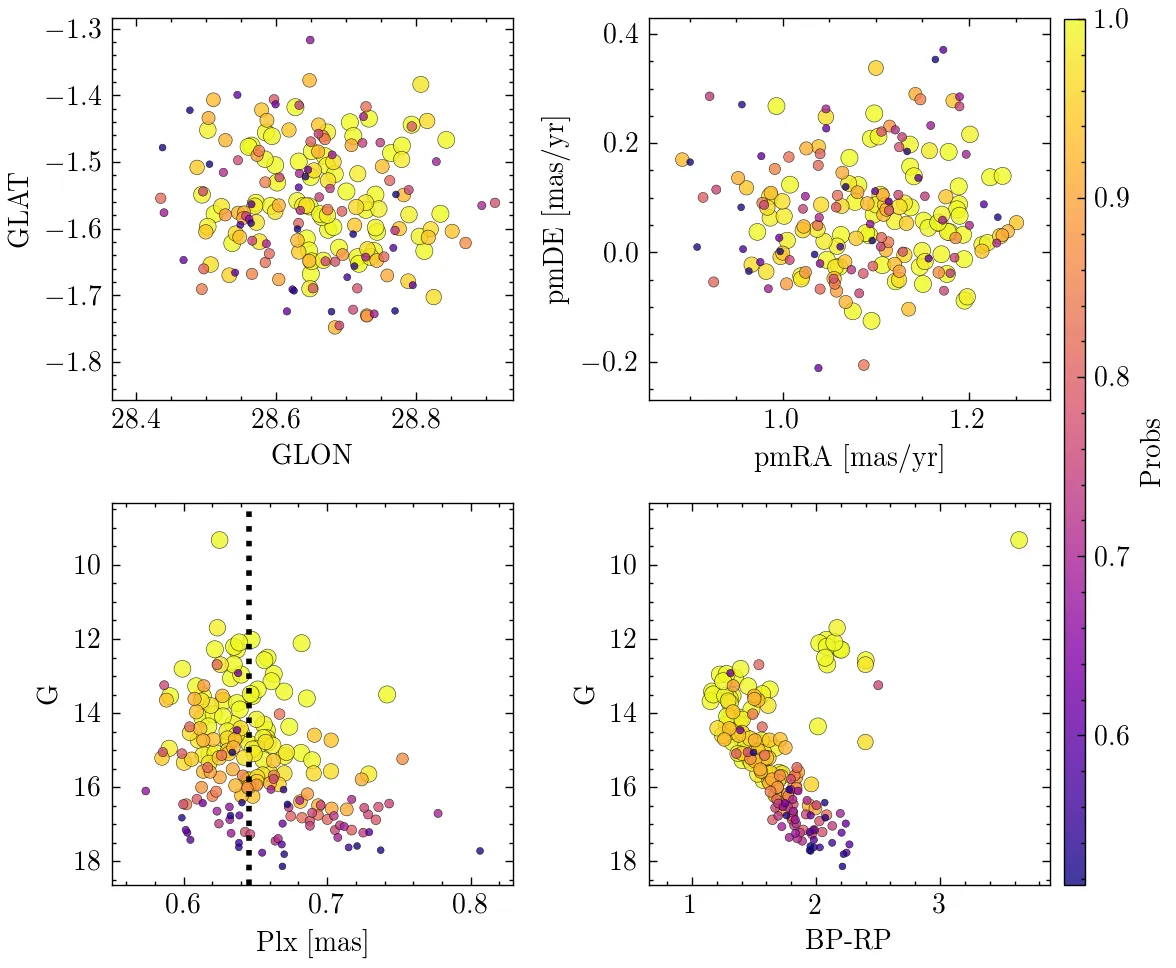 −1.3
−1.4
−1.5
−1.6
−1.7
−1.8
GLAT
28.4 28.6 28.8
GLON
0.4
0.2
0.0
−0.2
pmDE [mas/yr]
1.0 1.2
pmRA [mas/yr]
10
12
14
16
18
G
0.6 0.7 0.8
Plx [mas]
10
12
14
16
18
G
1 2 3
BP-RP
1.0
0.9
0.8
0.7
0.6
Probs